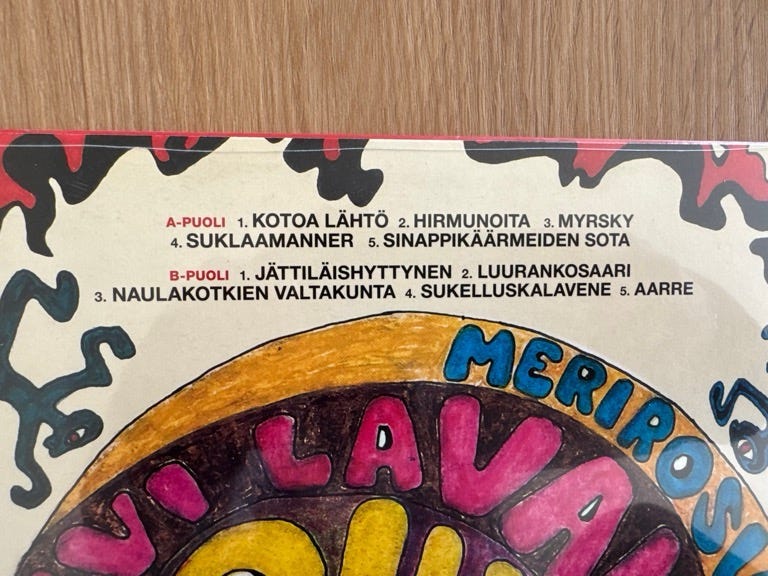 A-PUOLI 1. KOTOA LÄHTÖ 2. HIRMUNOITA 3. MYRSKY
4. SUKLAAMANNER 5. SINAPPIKÄÄRMEIDEN SOTA
B-PUOLI 1. JÄTTILÄISHYTTYNEN 2. LUURANKOSAARI
3. NAULAKOTKIEN VALTAKUNTA 4. SUKELLUSKALAVENE 5. AARRE
MERIROSV
LAVA